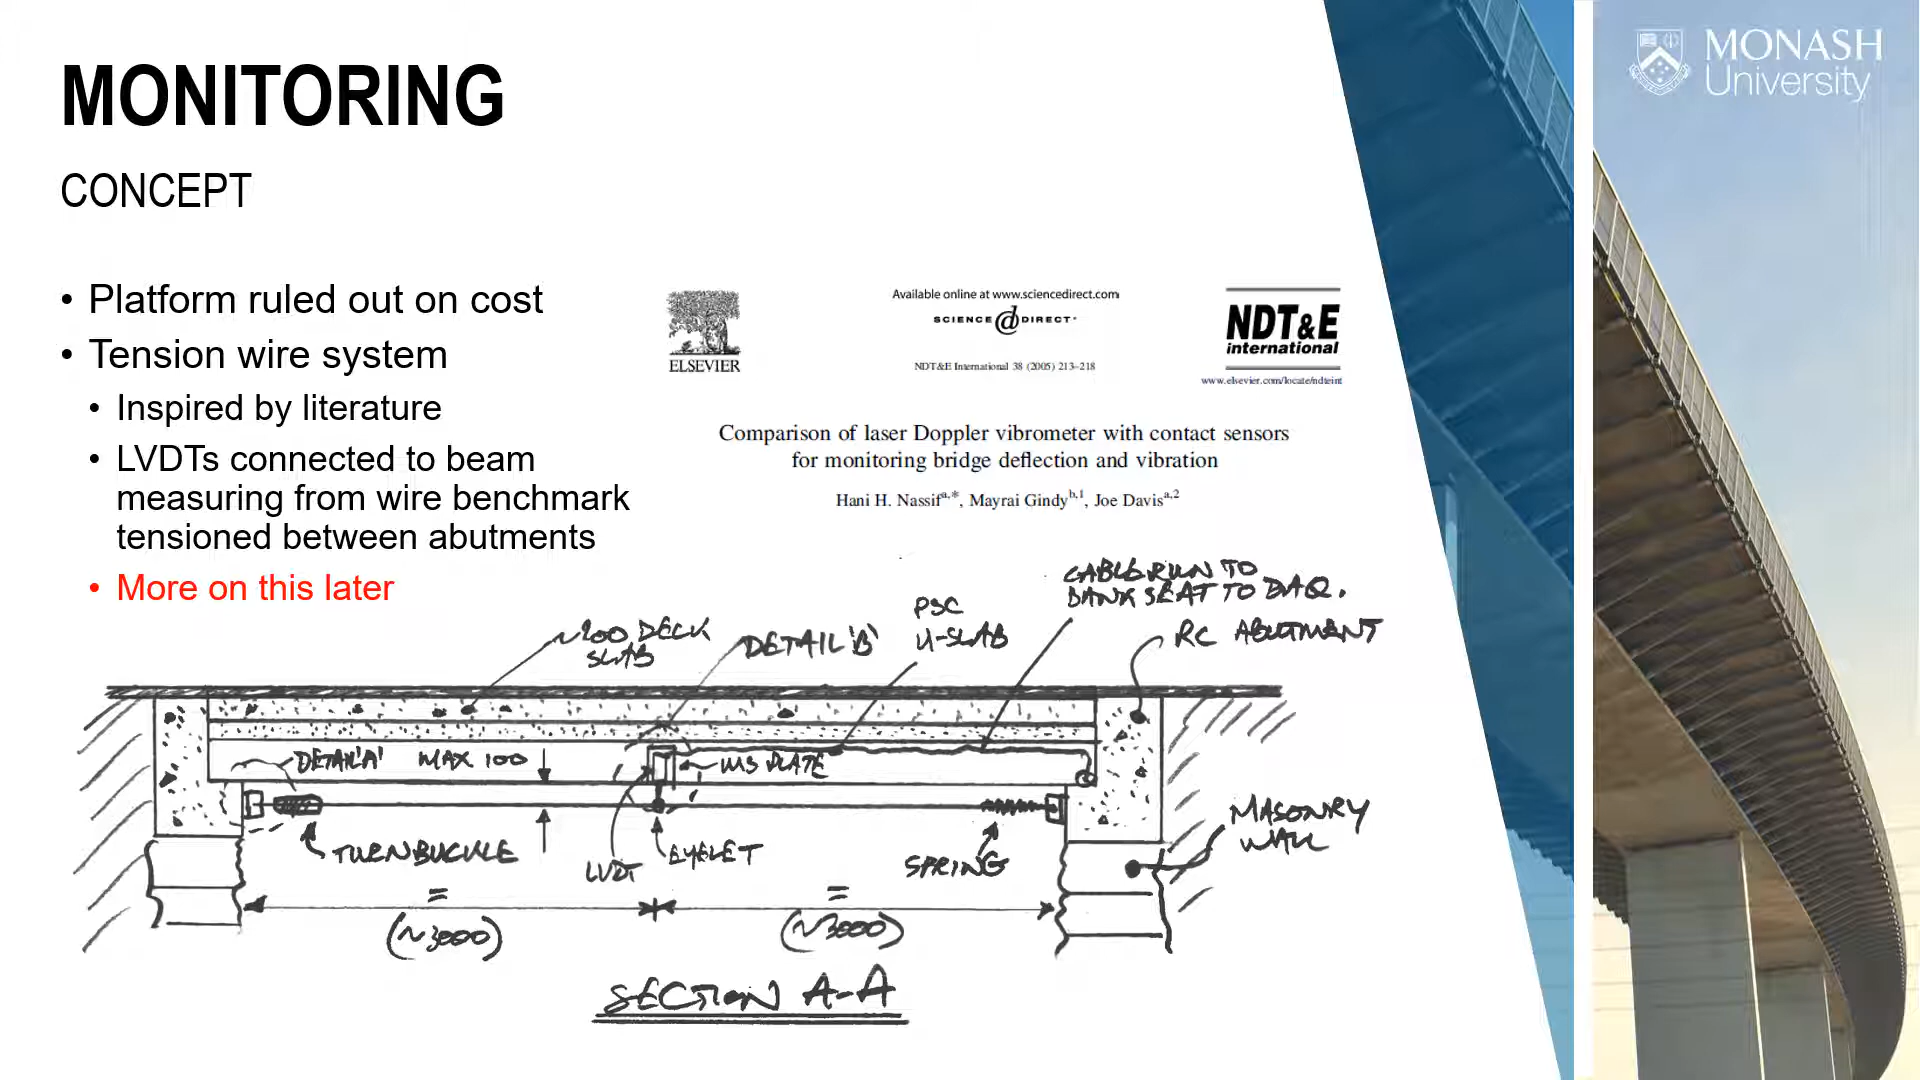 MONITORING
CONCEPT
• Platform ruled out on cost
• Tension wire system
• Inspired by literature
• LVDTs connected to beam
measuring from wire benchmark
tensioned between abutments
• More on this later
MONASH
University
ELSEVIER
Available online at www.sciencedirect.com
SCIENCE @ DIRECT®
NDT&E International 38 (2005) 213–218
NDT&E
international
www.elsevier.com/locate/ndteint
Comparison of laser Doppler vibrometer with contact sensors
for monitoring bridge deflection and vibration
Hani H. Nassif a,*, Mayrai Gindy b,1, Joe Davis a,2
~200 DECK
SLAB
DETAIL 'B'
PSC
U-SLAB
CABLE RUN TO
BANK SEAT TO DAQ.
RC ABUTMENT
DETAIL 'A'
MAX 100
MS PLATE
TURNBUCKLE
LVDT
EYELET
SPRING
MASONRY
WALL
=
(~3000)
=
(~3000)
SECTION A-A